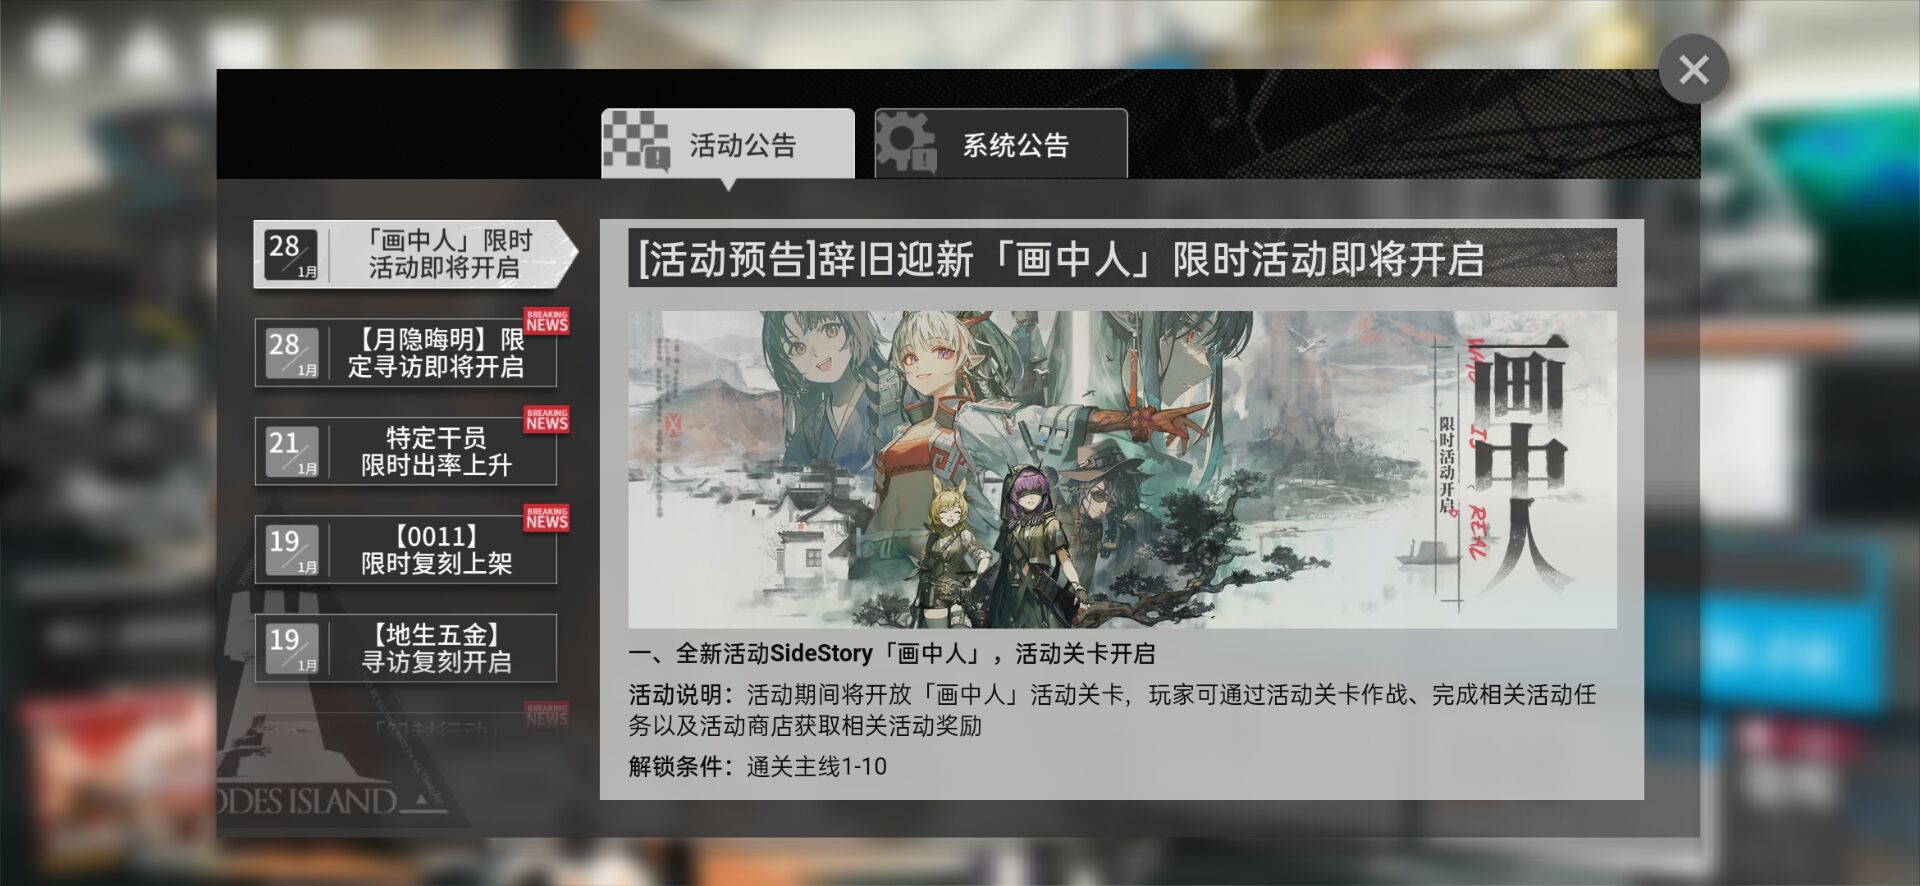 活动公告
系统公告
28
1月
「画中人」限时
活动即将开启
28
1月
【月隐晦明】限
定寻访即将开启
BREAKING
NEWS
21
1月
特定干员
限时出率上升
BREAKING
NEWS
19
1月
【0011】
限时复刻上架
BREAKING
NEWS
19
1月
【地生五金】
寻访复刻开启
BREAKING
NEWS
ODES ISLAND
[活动预告]辞旧迎新「画中人」限时活动即将开启
画中人
WHO IS REAL
限时活动开启
一、全新活动SideStory「画中人」，活动关卡开启
活动说明：活动期间将开放「画中人」活动关卡，玩家可通过活动关卡作战、完成相关活动任
务以及活动商店获取相关活动奖励
解锁条件：通关主线1-10